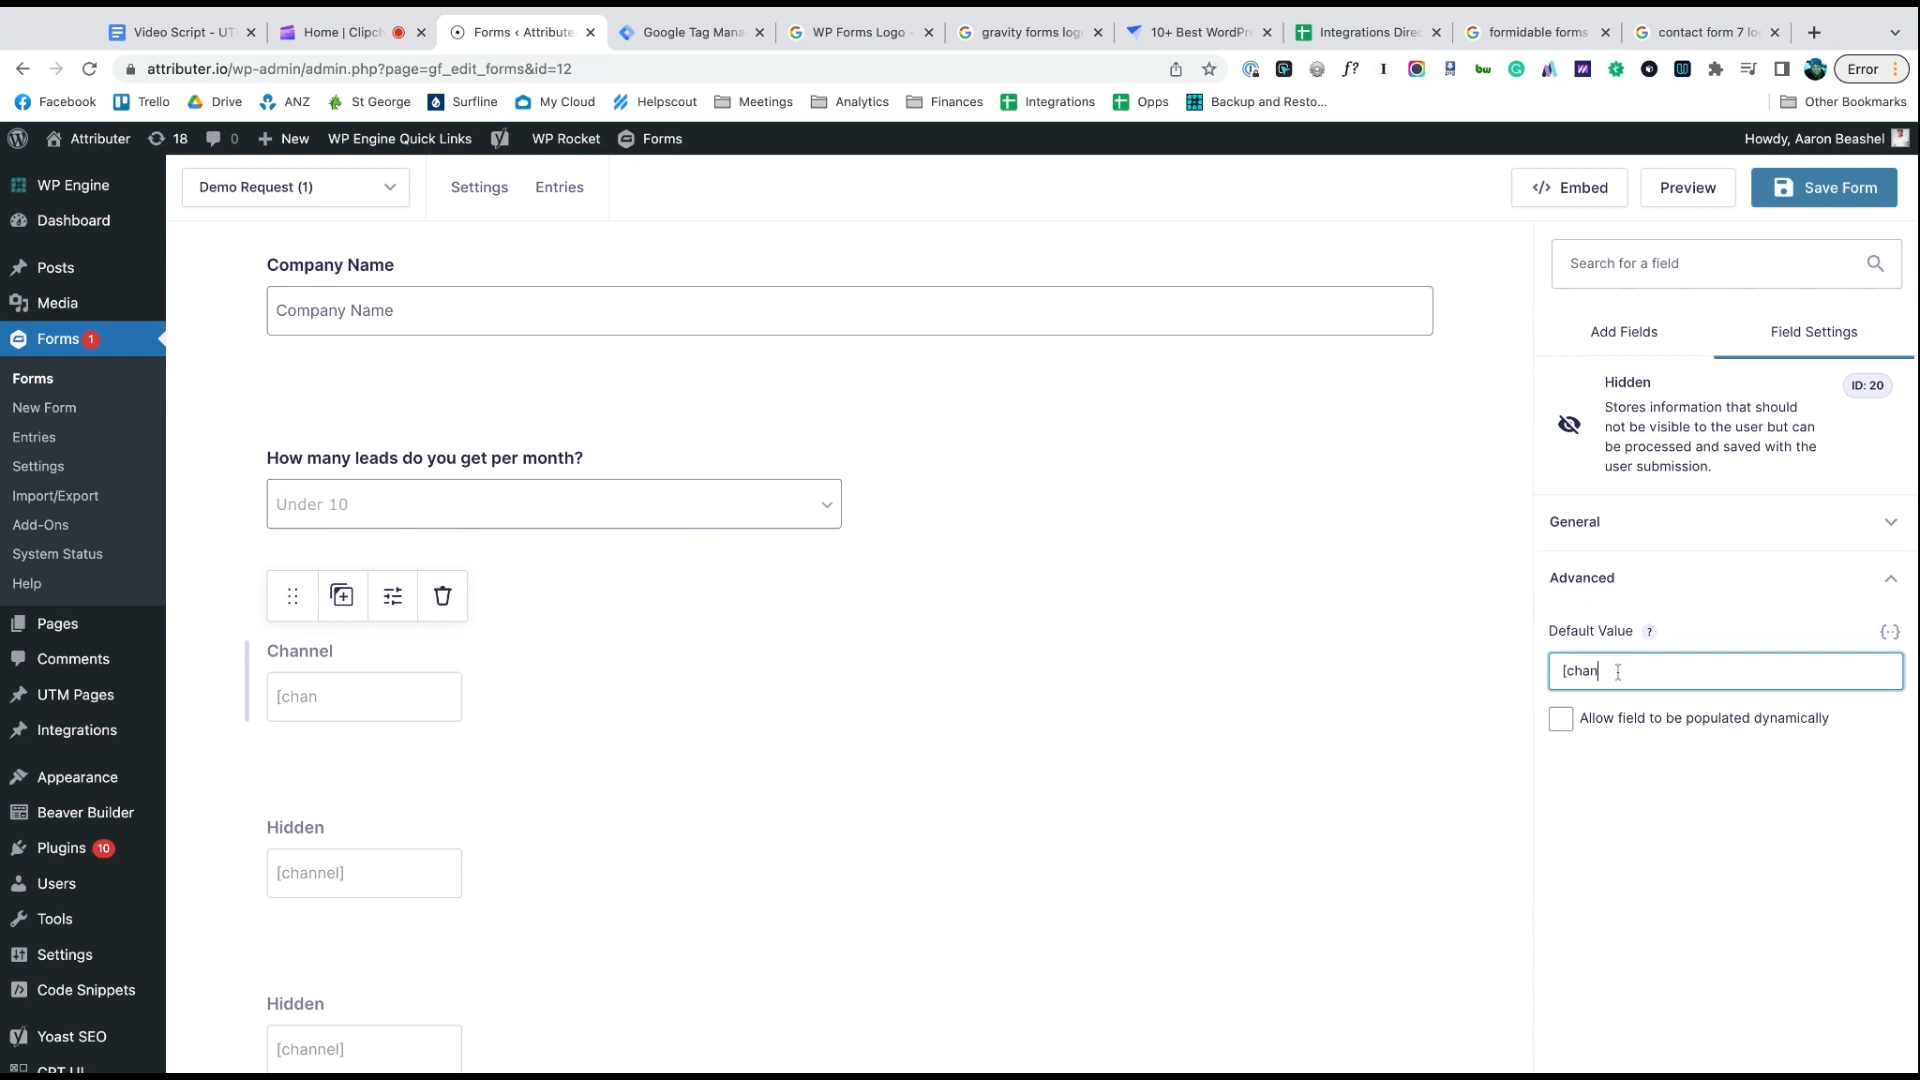 Video Script - UT
Home | Clipch
Forms ‹ Attribute
Google Tag Mana
WP Forms Logo -
gravity forms logo
10+ Best WordPre
Integrations Direc
formidable forms
contact form 7 lo
attributer.io/wp-admin/admin.php?page=gf_edit_forms&id=12
Error
Facebook
Trello
Drive
ANZ
St George
Surfline
My Cloud
Helpscout
Meetings
Analytics
Finances
Integrations
Opps
Backup and Resto...
Other Bookmarks
Attributer
18
0
New
WP Engine Quick Links
WP Rocket
Forms
Howdy, Aaron Beashel
WP Engine
Dashboard
Posts
Media
Forms 1
Forms
New Form
Entries
Settings
Import/Export
Add-Ons
System Status
Help
Pages
Comments
UTM Pages
Integrations
Appearance
Beaver Builder
Plugins 10
Users
Tools
Settings
Code Snippets
Yoast SEO
CPT UI
Demo Request (1)
Settings
Entries
Embed
Preview
Save Form
Company Name
Company Name
How many leads do you get per month?
Under 10
Channel
[chan
Hidden
[channel]
Hidden
[channel]
Search for a field
Add Fields
Field Settings
Hidden
ID: 20
Stores information that should
not be visible to the user but can
be processed and saved with the
user submission.
General
Advanced
Default Value ?
[chan
Allow field to be populated dynamically